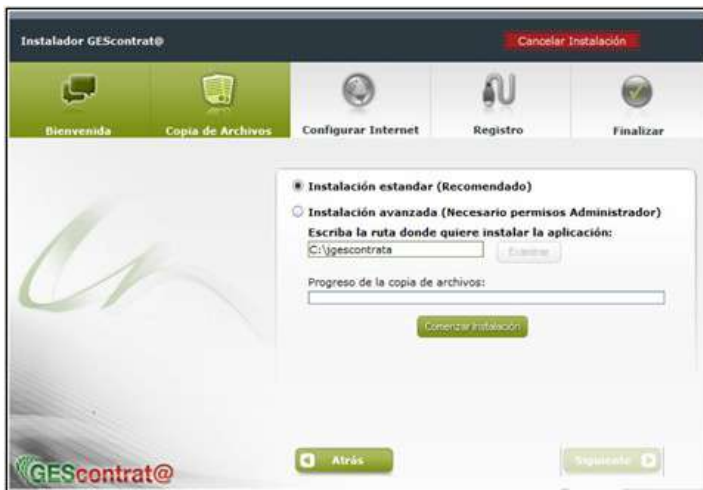 Instalador GEScontrat@
Cancelar Instalación
Bienvenida
Copia de Archivos
Configurar Internet
Registro
Finalizar
Instalación estandar (Recomendado)
Instalación avanzada (Necesario permisos Administrador)
Escriba la ruta donde quiere instalar la aplicación:
C:\jgescontrata
Examinar
Progreso de la copia de archivos:
Comenzar Instalación
Atrás
Siguiente
GEScontrat@